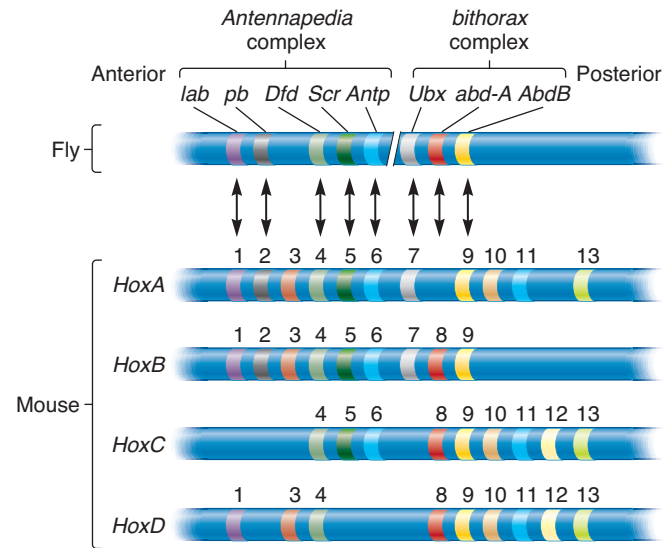 Antennapedia complex
bithorax complex
Anterior
Posterior
lab pb Dfd Scr Antp Ubx abd-A AbdB
Fly
1 2 3 4 5 6 7 9 10 11 13
HoxA
1 2 3 4 5 6 7 8 9
HoxB
Mouse
4 5 6 8 9 10 11 12 13
HoxC
1 3 4 8 9 10 11 12 13
HoxD